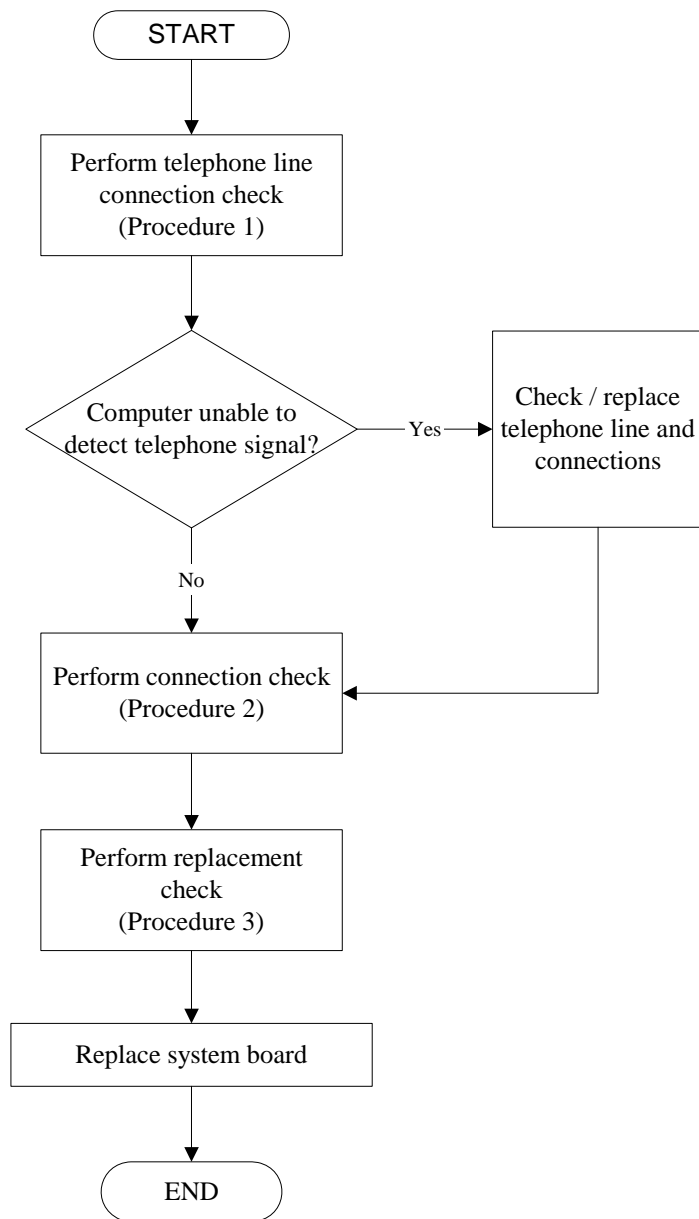 START
Perform telephone line
connection check
(Procedure 1)
Computer unable to
detect telephone signal?
Yes
Check / replace
telephone line and
connections
No
Perform connection check
(Procedure 2)
Perform replacement
check
(Procedure 3)
Replace system board
END